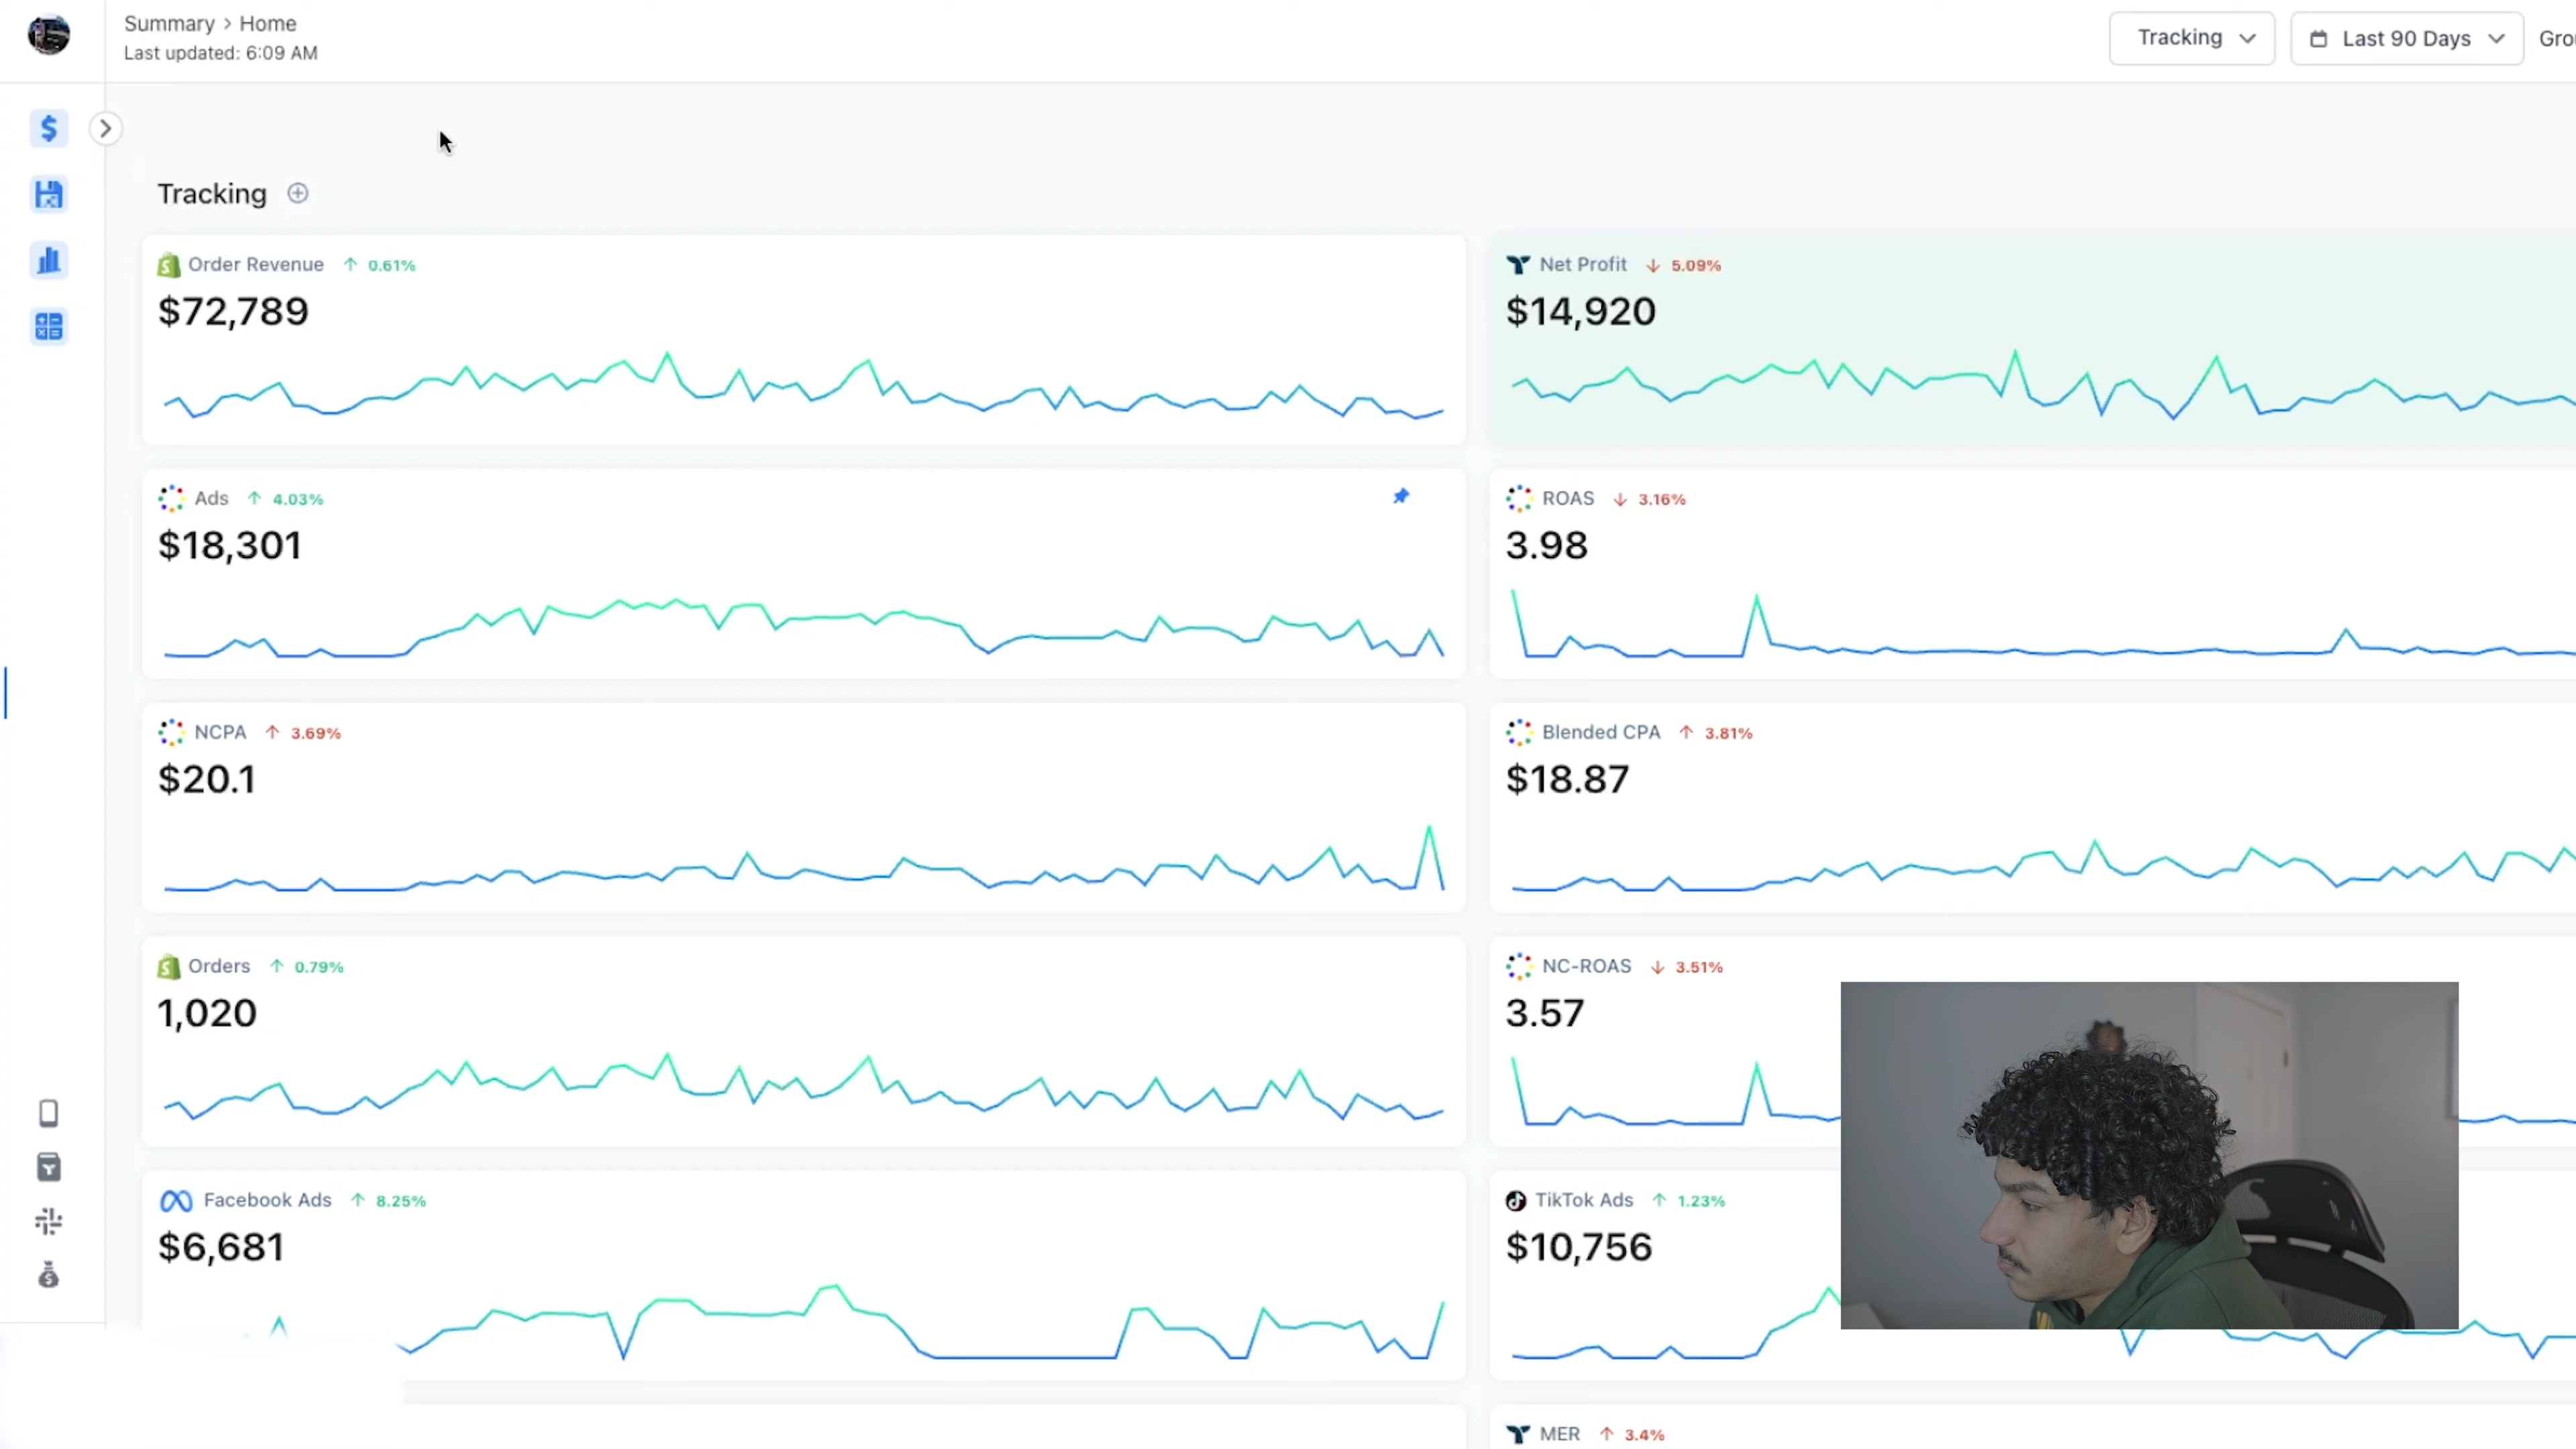 Summary > Home
Last updated: 6:09 AM
Tracking
Last 90 Days
Gro
Tracking
Order Revenue ↑ 0.61%
$72,789
Net Profit ↓ 5.09%
$14,920
Ads ↑ 4.03%
$18,301
ROAS ↓ 3.16%
3.98
NCPA ↑ 3.69%
$20.1
Blended CPA ↑ 3.81%
$18.87
Orders ↑ 0.79%
1,020
NC-ROAS ↓ 3.51%
3.57
Facebook Ads ↑ 8.25%
$6,681
TikTok Ads ↑ 1.23%
$10,756
MER ↑ 3.4%